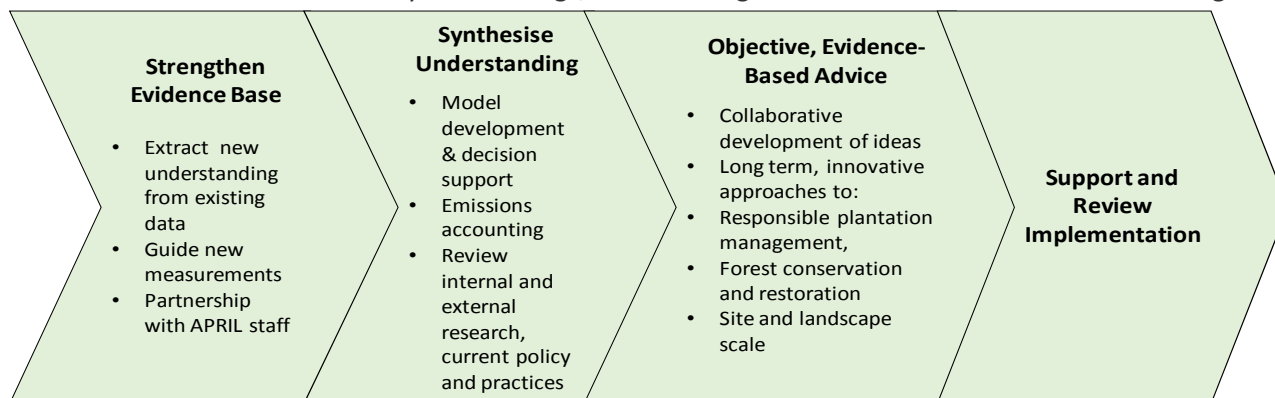 Strengthen
Evidence Base
• Extract new
understanding
from existing
data
• Guide new
measurements
• Partnership
with APRIL staff
Synthesise
Understanding
• Model
development
& decision
support
• Emissions
accounting
• Review
internal and
external
research,
current policy
and practices
Objective, Evidence-
Based Advice
• Collaborative
development of ideas
• Long term, innovative
approaches to:
• Responsible plantation
management,
• Forest conservation
and restoration
• Site and landscape
scale
Support and
Review
Implementation